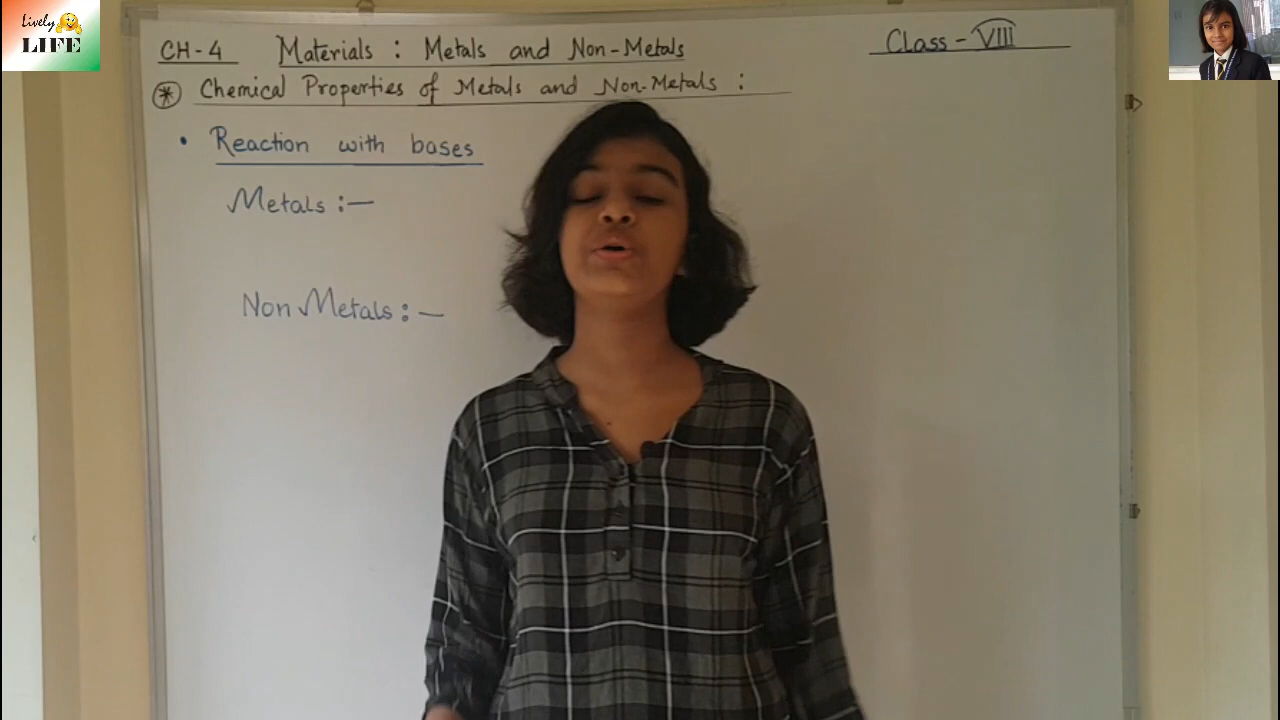 Lively
LIFE
CH-4 Materials : Metals and Non-Metals
Class - VIII
* Chemical Properties of Metals and Non-Metals :
• Reaction with bases
Metals :—
Non Metals : —